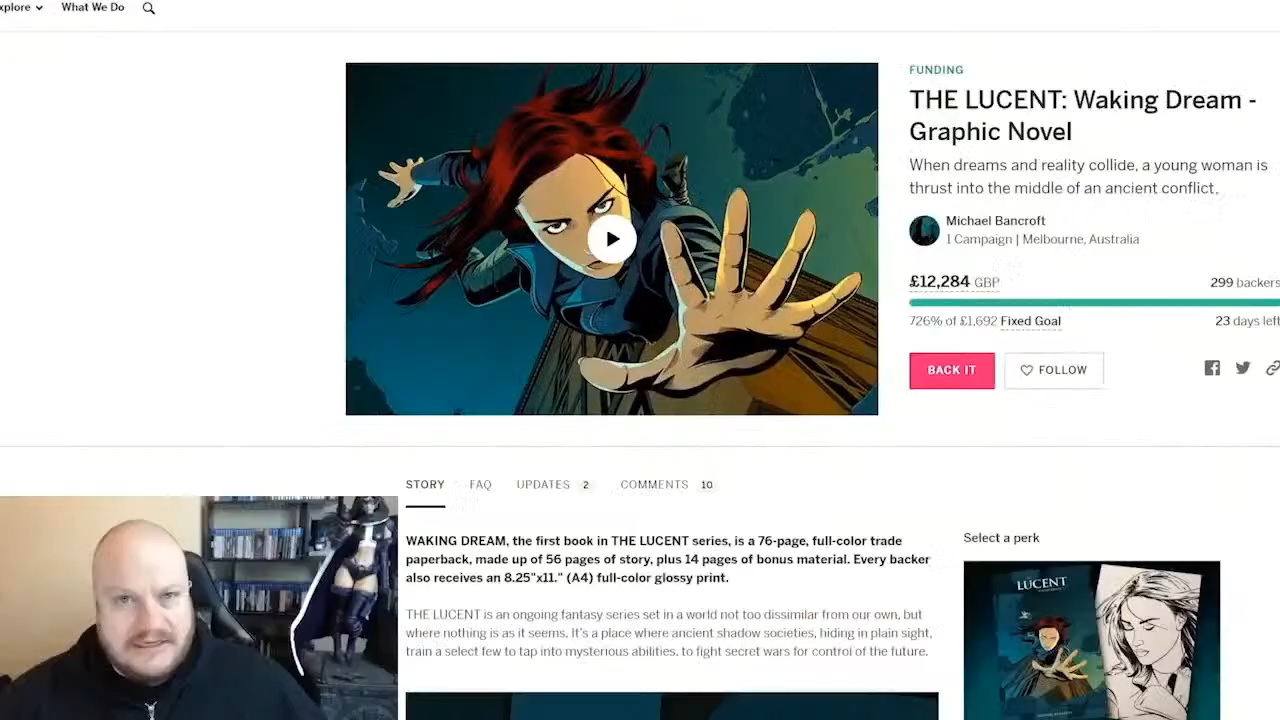 xplore
What We Do
FUNDING
THE LUCENT: Waking Dream -
Graphic Novel
When dreams and reality collide, a young woman is
thrust into the middle of an ancient conflict.
Michael Bancroft
1 Campaign | Melbourne, Australia
£12,284 GBP
299 backers
726% of £1,692 Fixed Goal
23 days left
BACK IT
FOLLOW
STORY
FAQ
UPDATES 2
COMMENTS 10
WAKING DREAM, the first book in THE LUCENT series, is a 76-page, full-color trade
paperback, made up of 56 pages of story, plus 14 pages of bonus material. Every backer
also receives an 8.25"x11." (A4) full-color glossy print.
THE LUCENT is an ongoing fantasy series set in a world not too dissimilar from our own, but
where nothing is as it seems. It's a place where ancient shadow societies, hiding in plain sight,
train a select few to tap into mysterious abilities, to fight secret wars for control of the future.
Select a perk
LUCENT
LUCENT